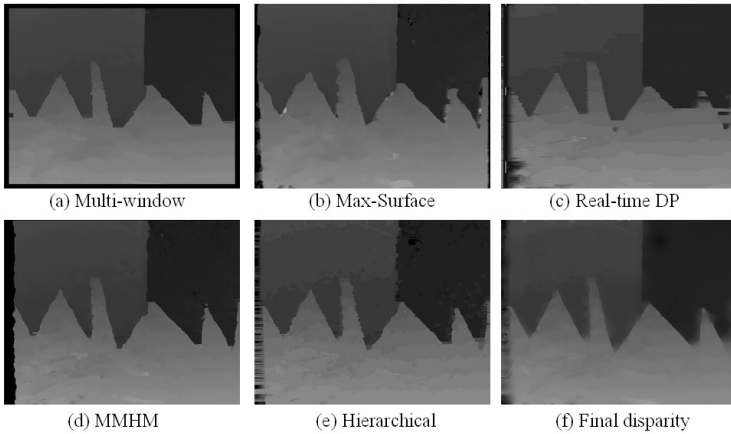 (a) Multi-window
(b) Max-Surface
(c) Real-time DP
(d) MMHM
(e) Hierarchical
(f) Final disparity